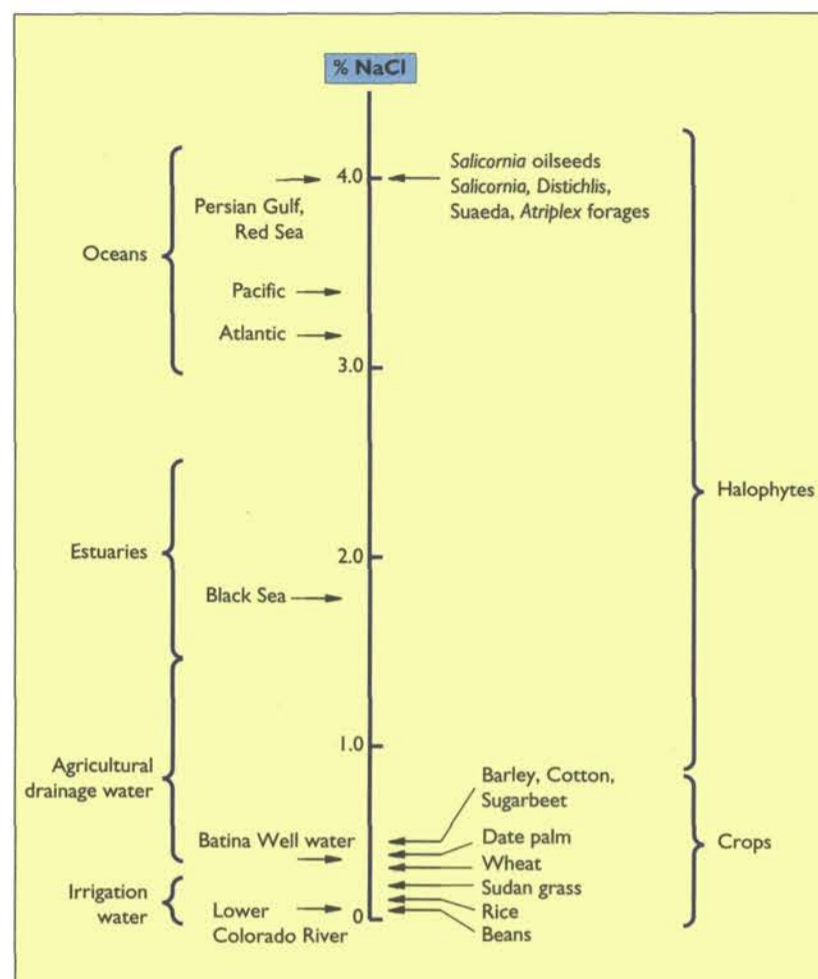 % NaCl
4.0
3.0
2.0
1.0
0
Oceans
Persian Gulf,
Red Sea
Pacific
Atlantic
Estuaries
Black Sea
Agricultural
drainage water
Batina Well water
Irrigation
water
Lower
Colorado River
Salicornia oilseeds
Salicornia, Distichlis,
Suaeda, Atriplex forages
Halophytes
Barley, Cotton,
Sugarbeet
Date palm
Wheat
Sudan grass
Rice
Beans
Crops